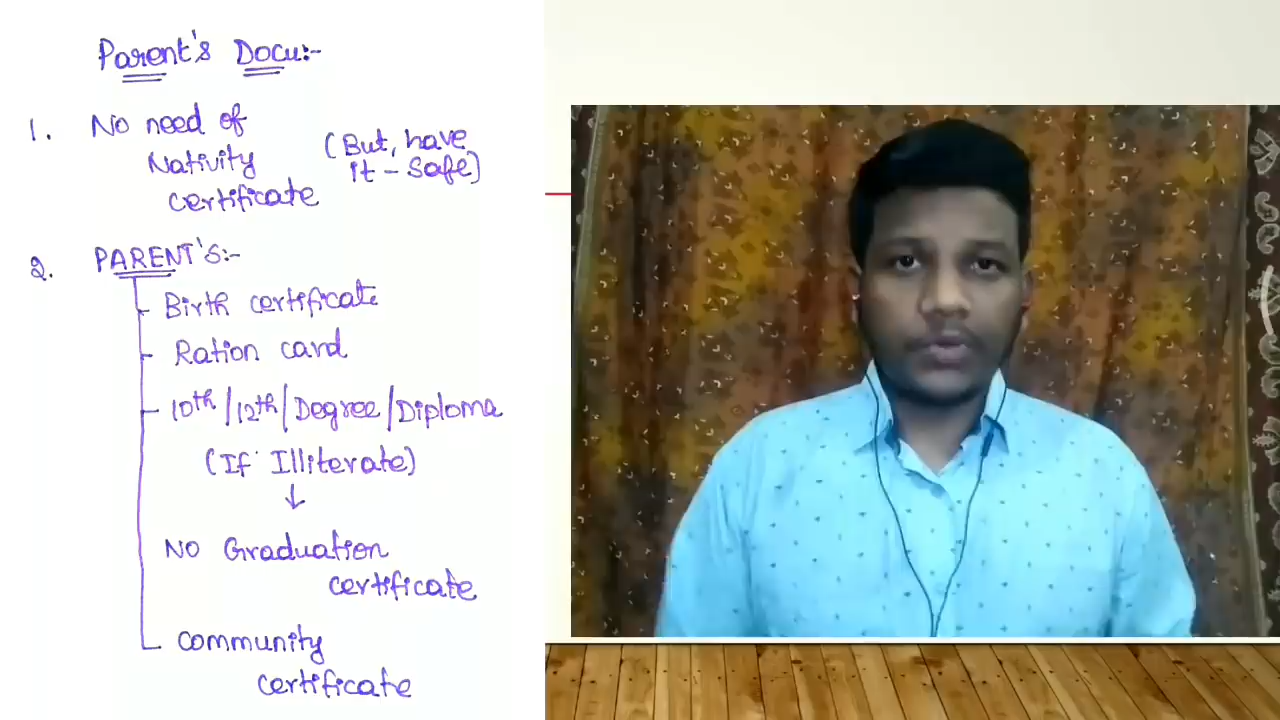 Parent's Docu:-
1. No need of
Nativity
certificate
(But, have
it - safe)
2. PARENT'S:-
Birth certificate
Ration card
10th/12th/Degree/Diploma
(If Illiterate)
↓
No Graduation
certificate
Community
certificate